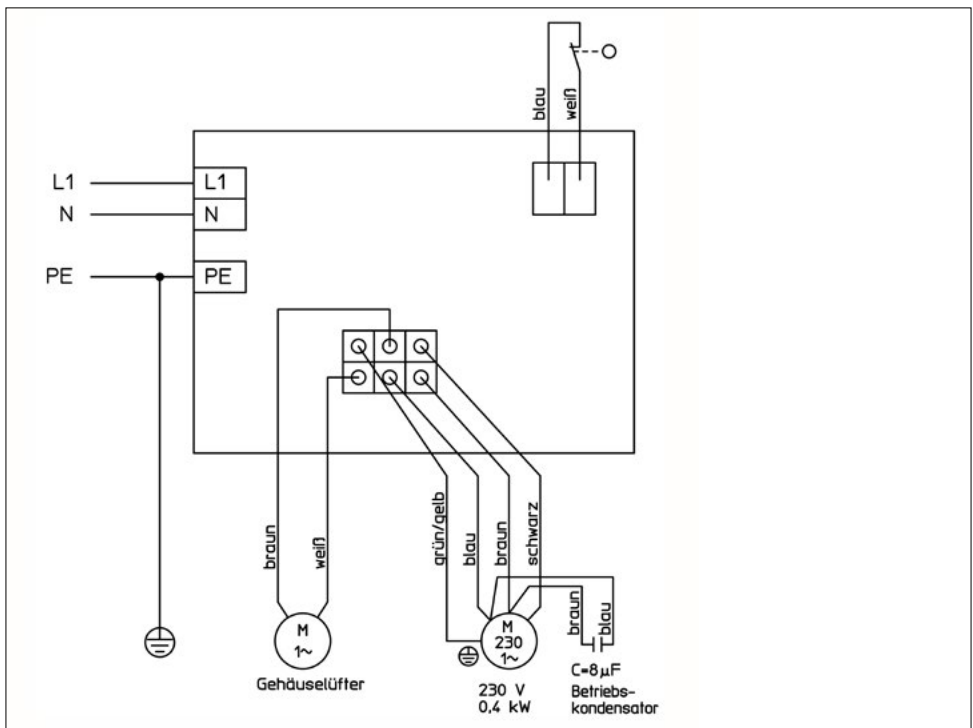 blau
weiß
L1
L1
N
N
PE
PE
braun
weiß
grün/gelb
blau
braun
schwarz
braun
blau
M
1~
Gehäuselüfter
M
230
1~
230 V
0,4 kW
C=8µF
Betriebs-
kondensator